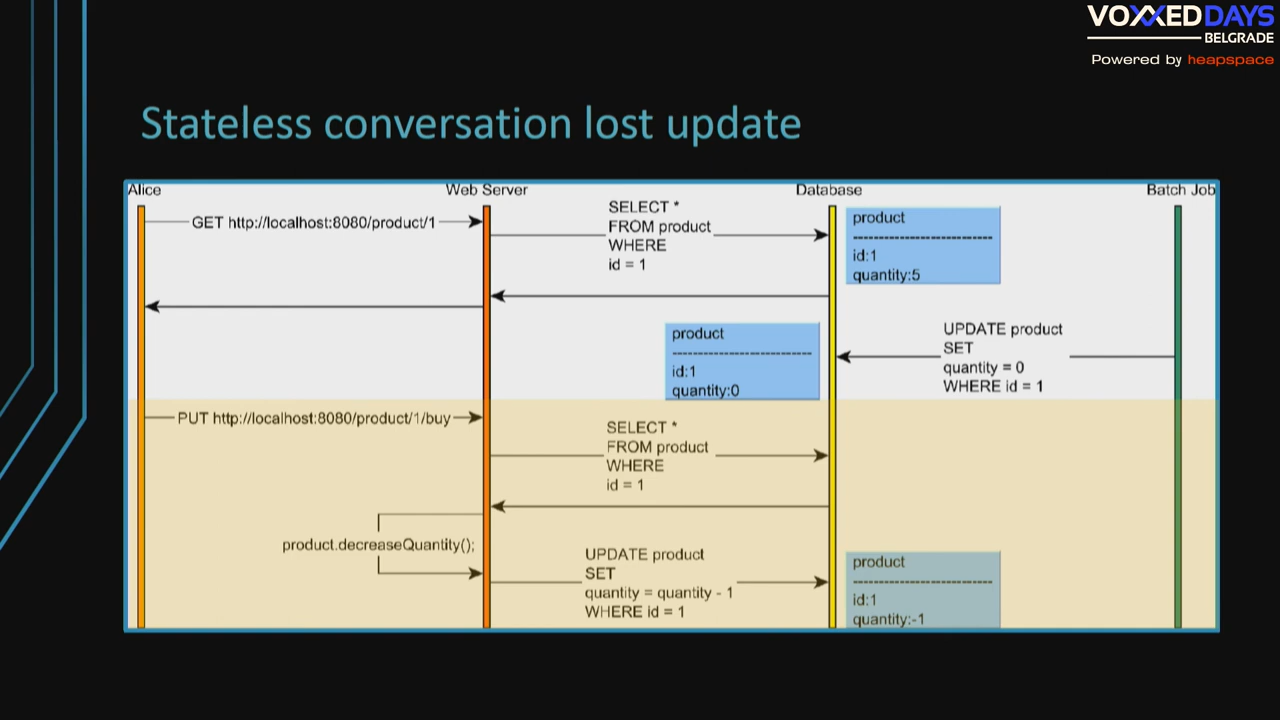 VOXXEDDAYS
BELGRADE
Powered by heapspace
Stateless conversation lost update
Alice
Web Server
Database
Batch Job
GET http://localhost:8080/product/1
SELECT *
FROM product
WHERE
id = 1
product
------------------------------
id:1
quantity:5
product
------------------------------
id:1
quantity:0
UPDATE product
SET
quantity = 0
WHERE id = 1
PUT http://localhost:8080/product/1/buy
SELECT *
FROM product
WHERE
id = 1
product.decreaseQuantity();
UPDATE product
SET
quantity = quantity - 1
WHERE id = 1
product
------------------------------
id:1
quantity:-1